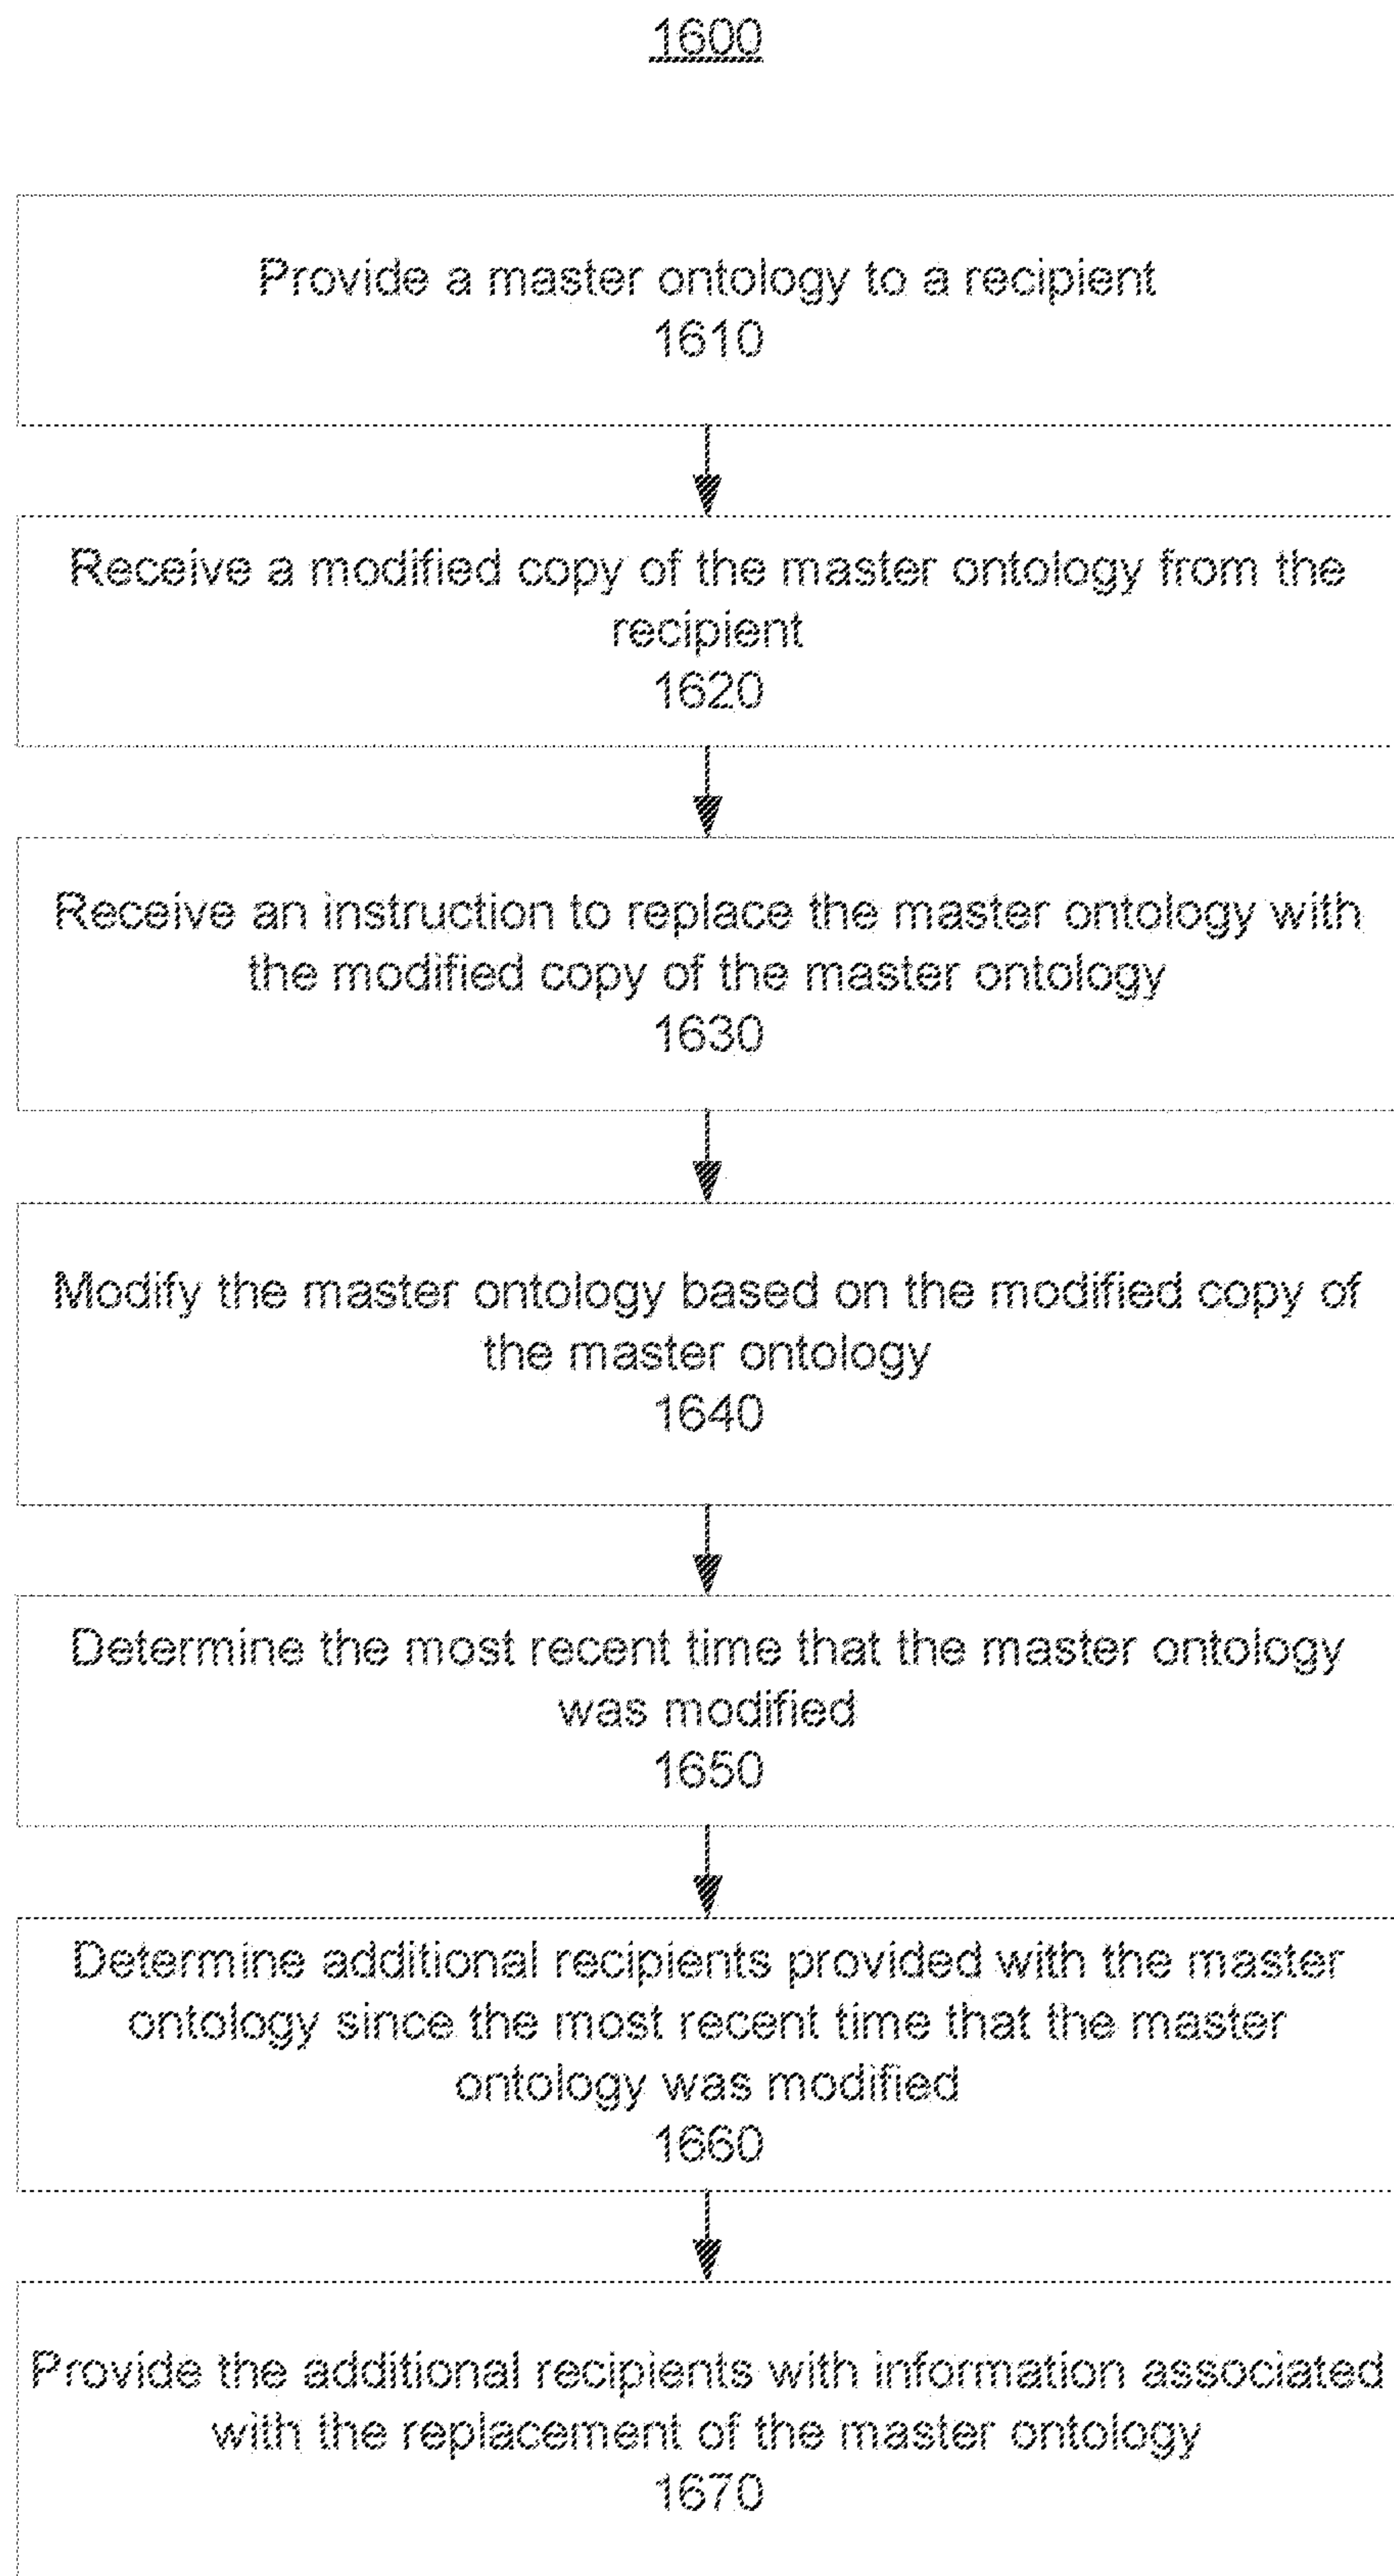 1600
Provide a master ontology to a recipient
1610
Receive a modified copy of the master ontology from the
recipient
1620
Receive an instruction to replace the master ontology with
the modified copy of the master ontology
1630
Modify the master ontology based on the modified copy of
the master ontology
1640
Determine the most recent time that the master ontology
was modified
1650
Determine additional recipients provided with the master
ontology since the most recent time that the master
ontology was modified
1660
Provide the additional recipients with information associated
with the replacement of the master ontology
1670